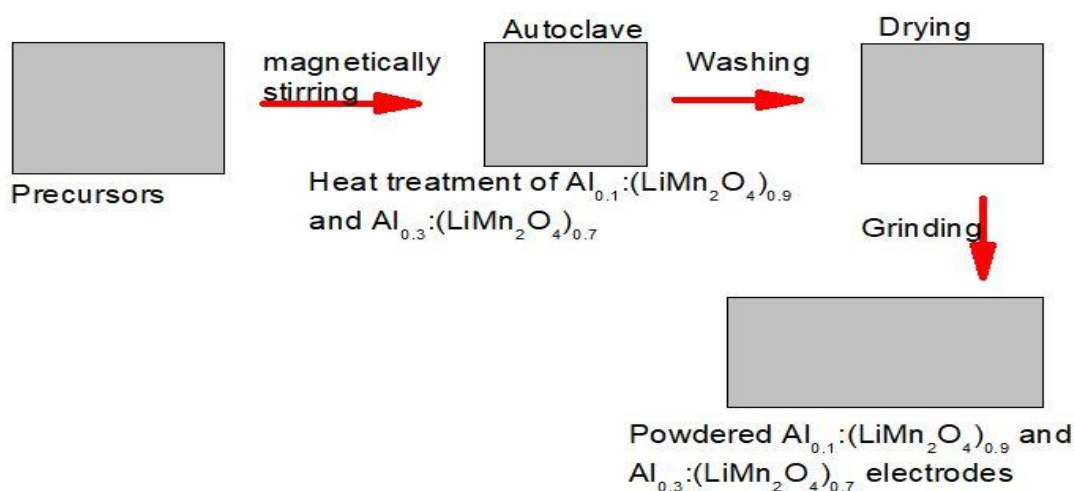 Precursors
magnetically
stirring
Autoclave
Heat treatment of Al₀.₁:(LiMn₂O₄)₀.₉
and Al₀.₃:(LiMn₂O₄)₀.₇
Washing
Drying
Grinding
Powdered Al₀.₁:(LiMn₂O₄)₀.₉ and
Al₀.₃:(LiMn₂O₄)₀.₇ electrodes